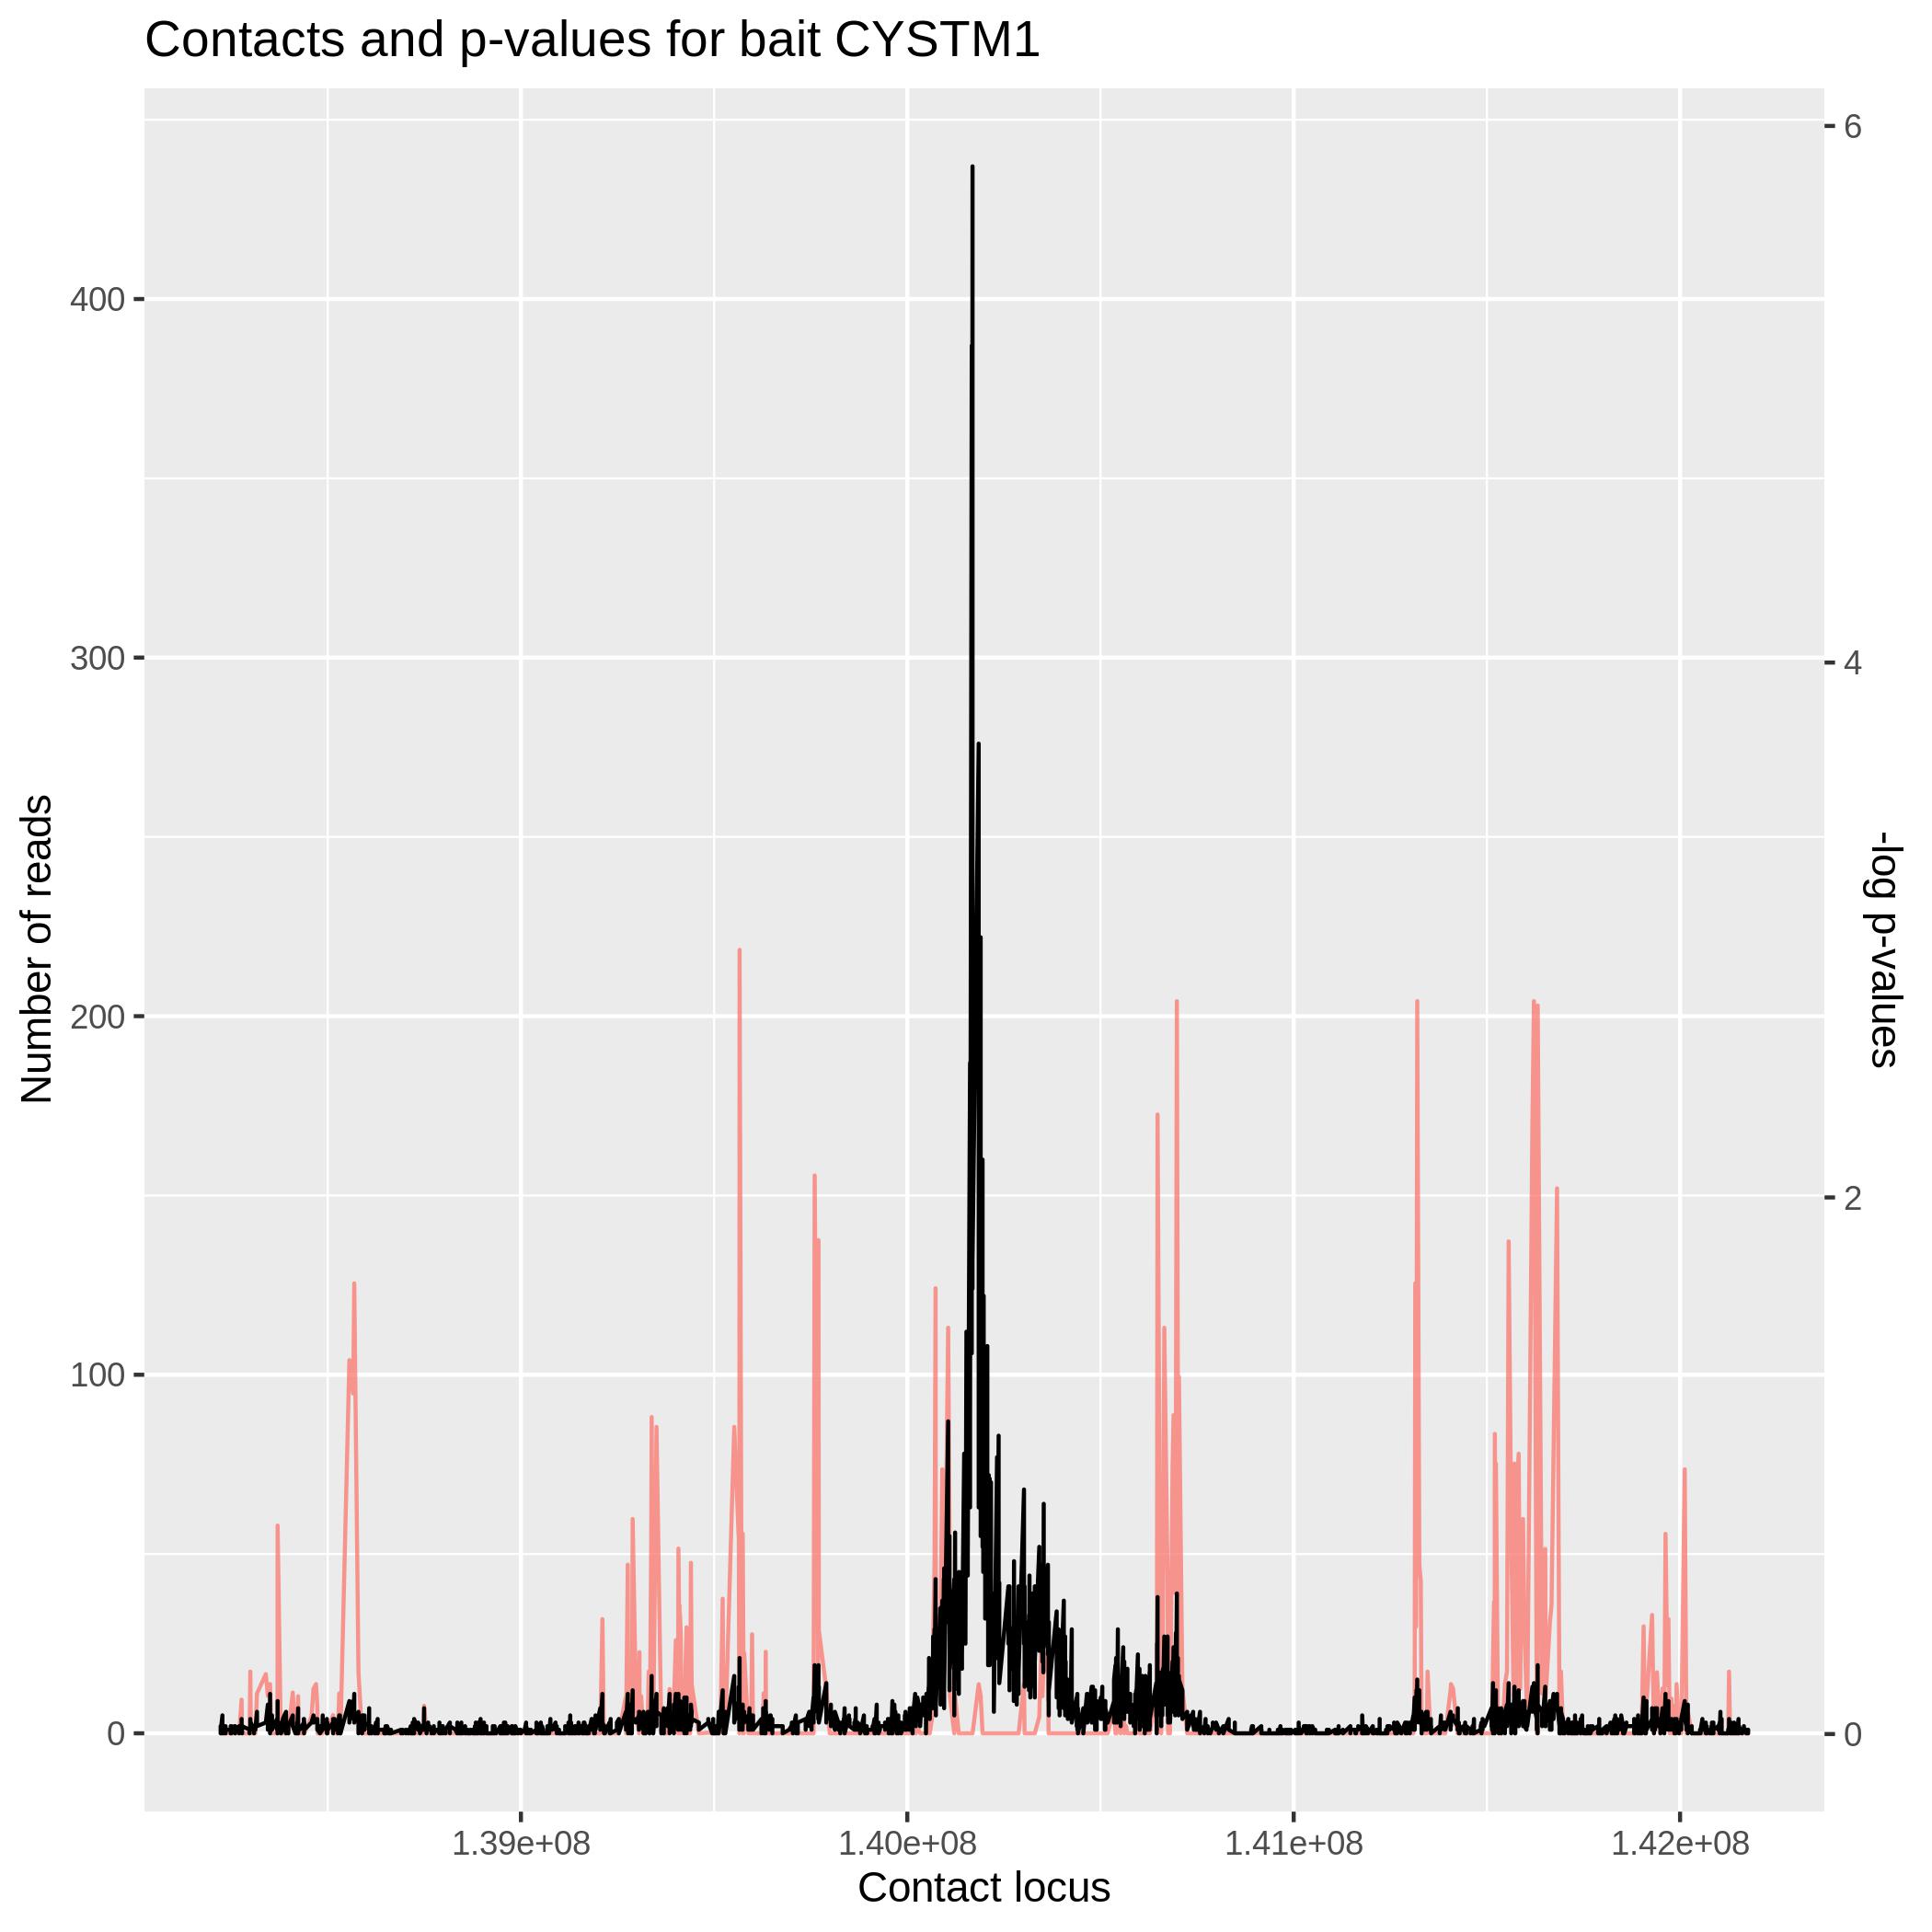 Contacts and p-values for bait CYSTM1
Number of reads
400
300
200
100
0
6
4
2
0
-log p-values
1.39e+08
1.40e+08
1.41e+08
1.42e+08
Contact locus